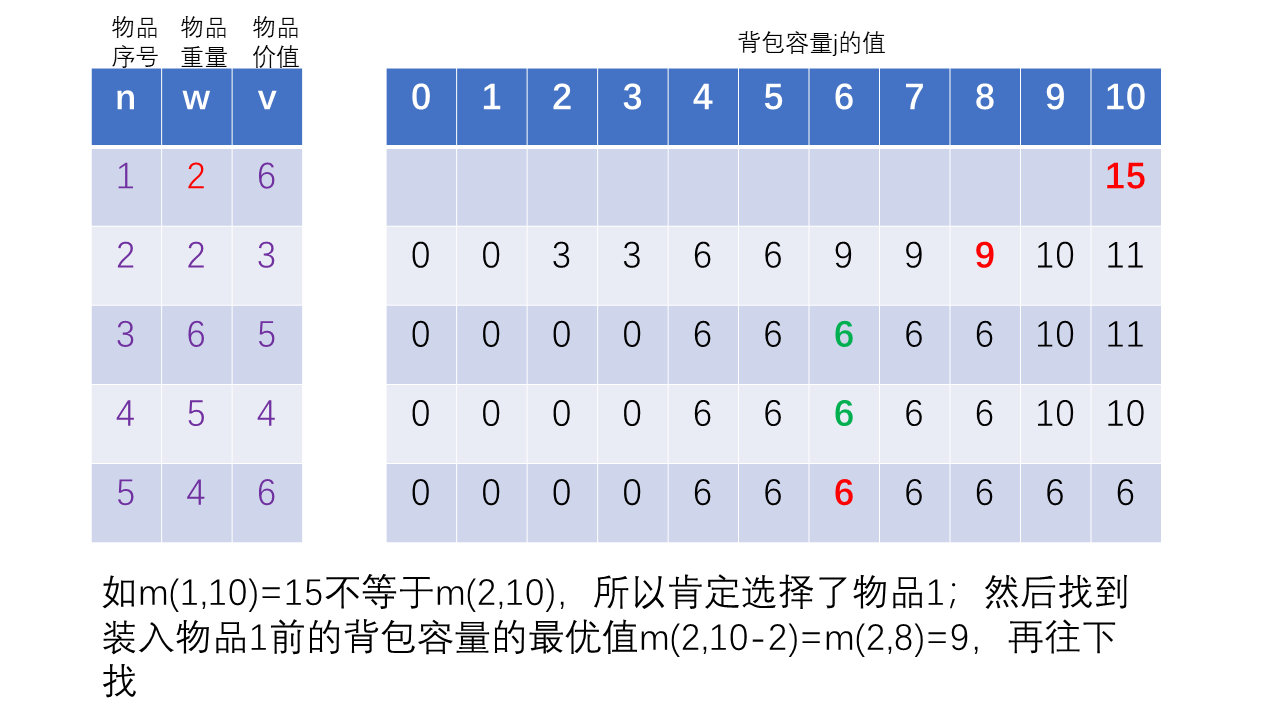 物品 物品 物品 背包容量j的值
序号 重量 价值
n w v 0 1 2 3 4 5 6 7 8 9 10
1 2 6 15
2 2 3 0 0 3 3 6 6 9 9 9 10 11
3 6 5 0 0 0 0 6 6 6 6 6 10 11
4 5 4 0 0 0 0 6 6 6 6 6 10 10
5 4 6 0 0 0 0 6 6 6 6 6 6 6
如m(1,10)=15不等于m(2,10)，所以肯定选择了物品1；然后找到
装入物品1前的背包容量的最优值m(2,10-2)=m(2,8)=9，再往下
找